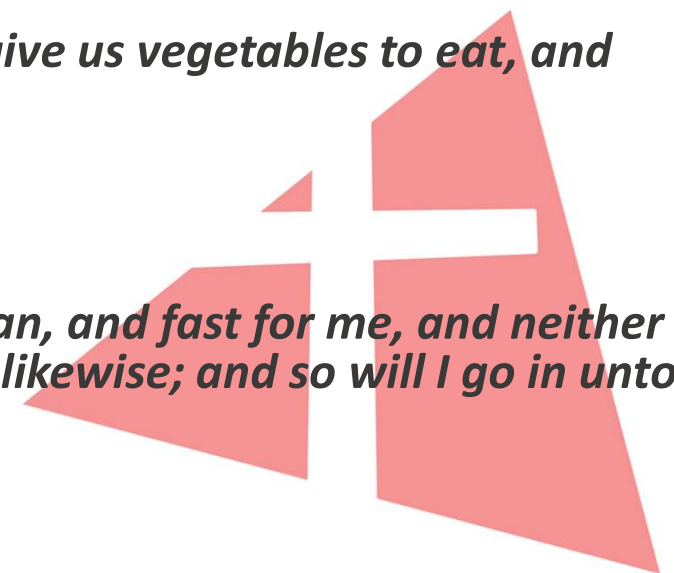 give us vegetables to eat, and
an, and fast for me, and neither
likewise; and so will I go in unto